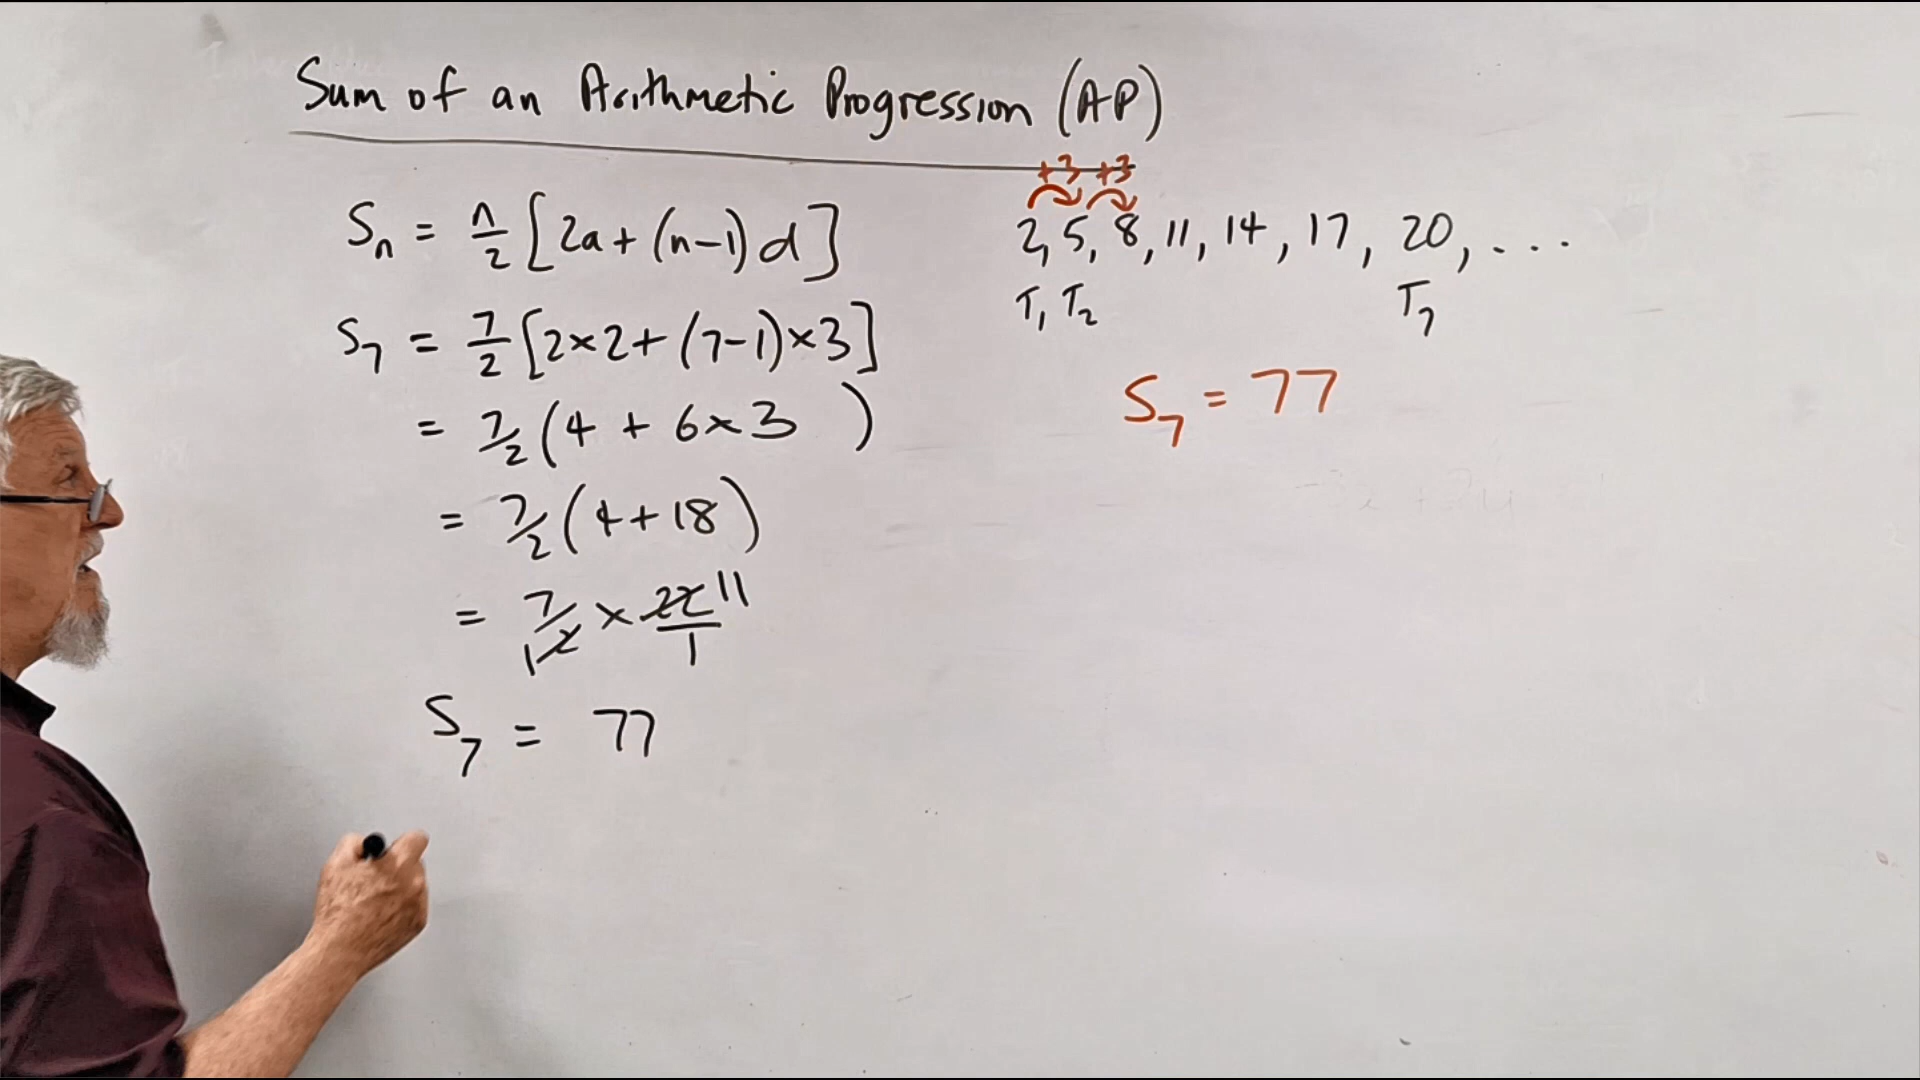 Sum of an Arithmetic Progression (AP)
Sn = n/2 [2a + (n-1)d]
S7 = 7/2 [2×2 + (7-1)×3]
= 7/2 (4 + 6×3 )
= 7/2 (4+18)
= 7/2 1 × 22/1 11
S7 = 77
+3 +3
2, 5, 8, 11, 14, 17, 20, ...
T1 T2 T7
S7 = 77